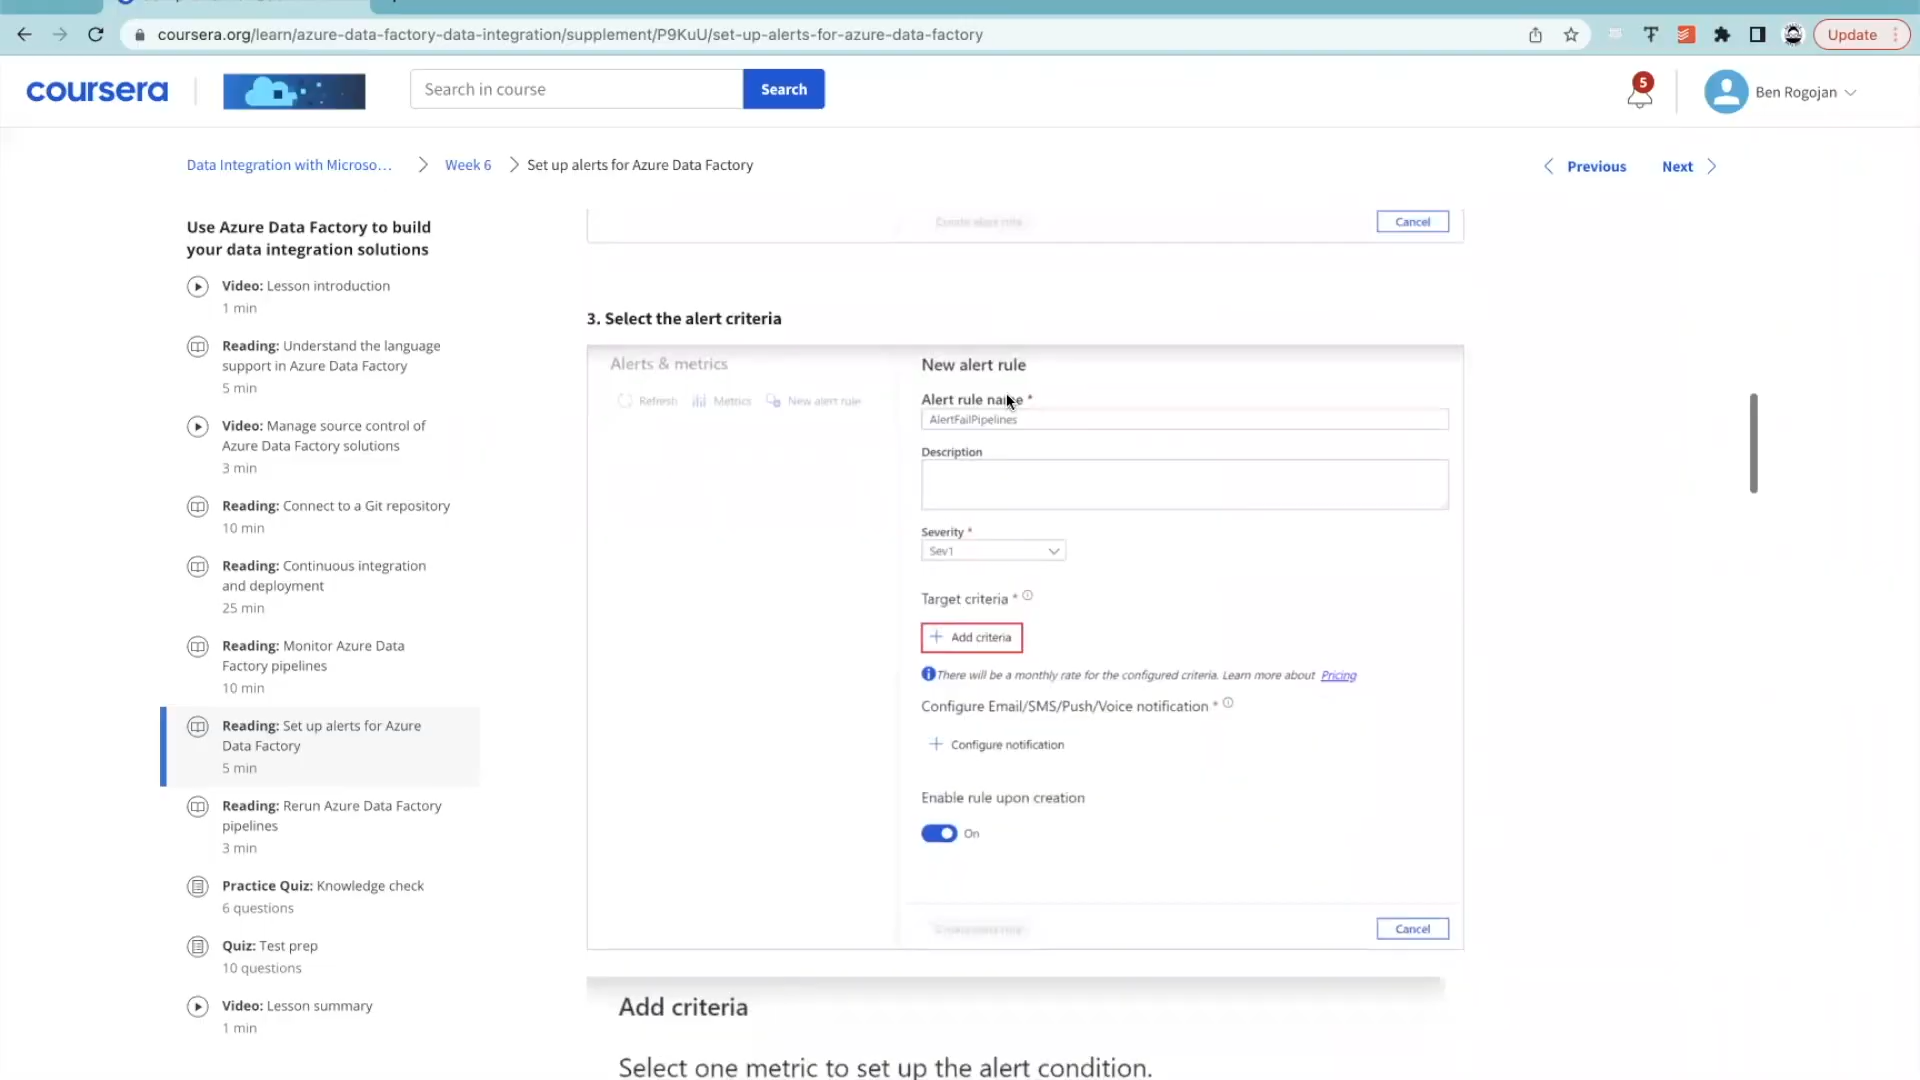 coursera.org/learn/azure-data-factory-data-integration/supplement/P9KuU/set-up-alerts-for-azure-data-factory
Update
coursera
Search in course
Search
5
Ben Rogojan
Data Integration with Microso...
Week 6
Set up alerts for Azure Data Factory
Previous
Next
Use Azure Data Factory to build
your data integration solutions
Video: Lesson introduction
1 min
Reading: Understand the language
support in Azure Data Factory
5 min
Video: Manage source control of
Azure Data Factory solutions
3 min
Reading: Connect to a Git repository
10 min
Reading: Continuous integration
and deployment
25 min
Reading: Monitor Azure Data
Factory pipelines
10 min
Reading: Set up alerts for Azure
Data Factory
5 min
Reading: Rerun Azure Data Factory
pipelines
3 min
Practice Quiz: Knowledge check
6 questions
Quiz: Test prep
10 questions
Video: Lesson summary
1 min
Create alert rule
Cancel
3. Select the alert criteria
Alerts & metrics
Refresh
Metrics
New alert rule
New alert rule
Alert rule name *
AlertFailPipelines
Description
Severity *
Sev1
Target criteria *
+ Add criteria
There will be a monthly rate for the configured criteria. Learn more about Pricing
Configure Email/SMS/Push/Voice notification *
+ Configure notification
Enable rule upon creation
On
Create alert rule
Cancel
Add criteria
Select one metric to set up the alert condition.